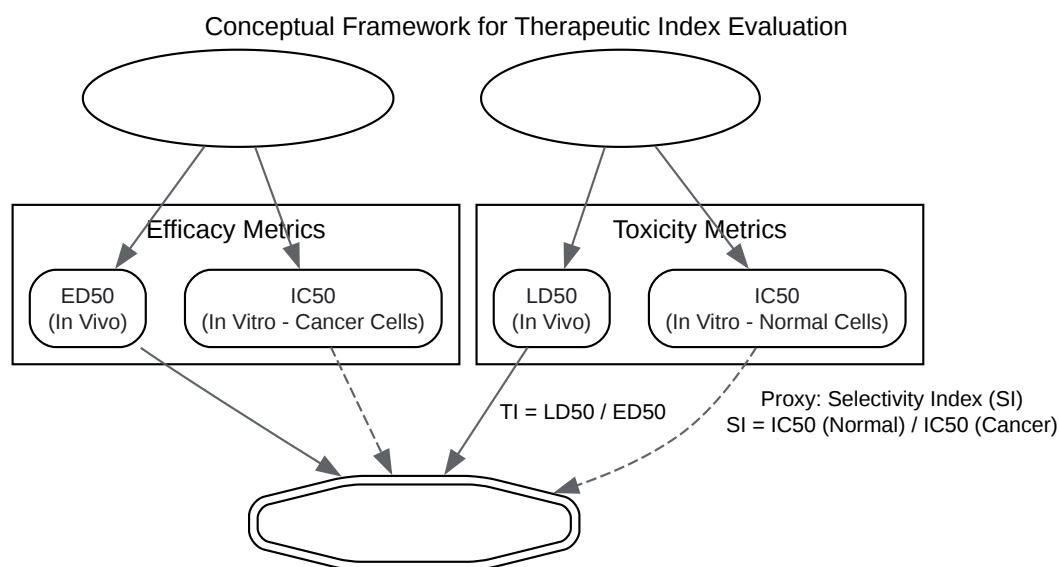 Conceptual Framework for Therapeutic Index Evaluation
Efficacy Metrics
Toxicity Metrics
ED50
(In Vivo)
IC50
(In Vitro - Cancer Cells)
LD50
(In Vivo)
IC50
(In Vitro - Normal Cells)
TI = LD50 / ED50
Proxy: Selectivity Index (SI)
SI = IC50 (Normal) / IC50 (Cancer)